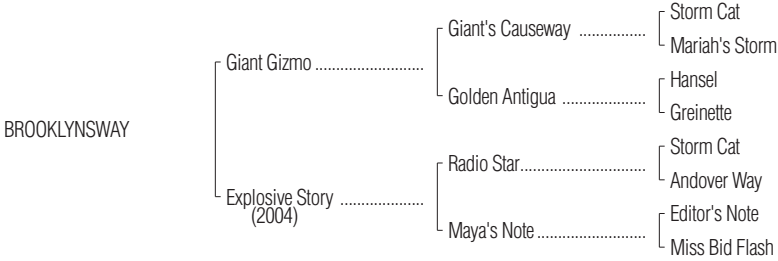 Storm Cat
Giant's Causeway ................
Mariah's Storm
Giant Gizmo ..........................
Hansel
Golden Antigua ....................
Greinette
BROOKLYNSWAY
Storm Cat
Radio Star..............................
Andover Way
Explosive Story ....................
(2004)
Editor's Note
Maya's Note..........................
Miss Bid Flash